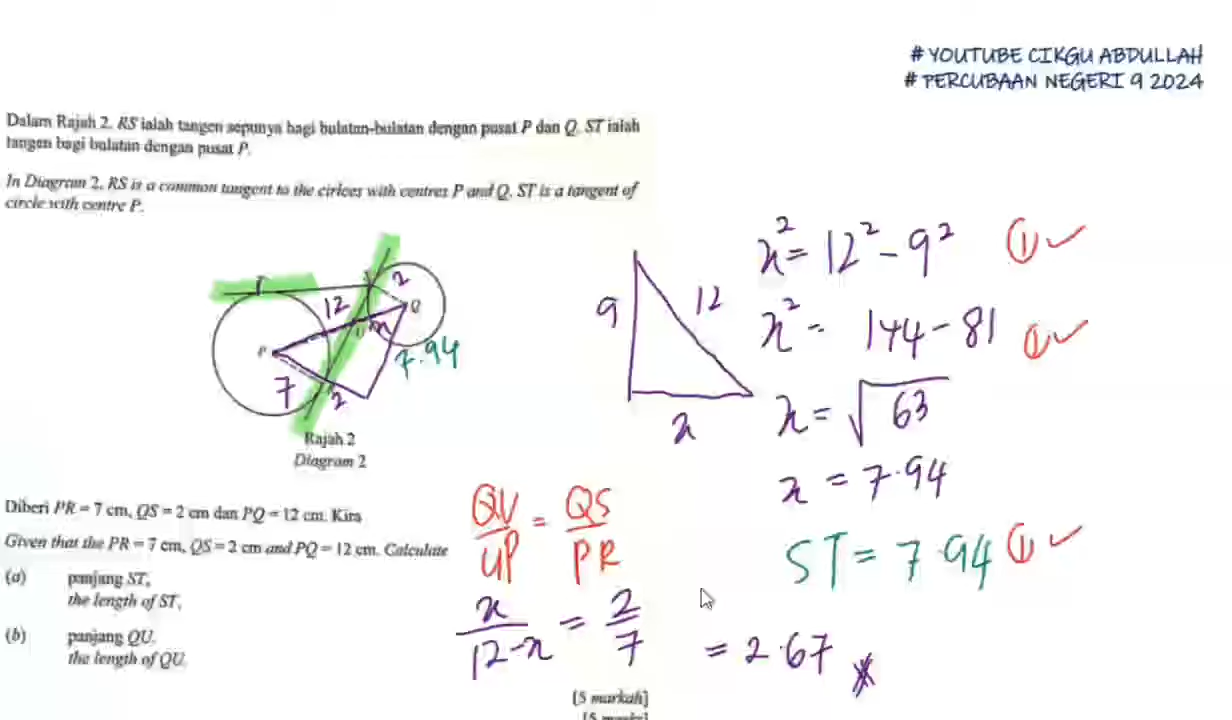 # YOUTUBE CIKGU ABDULLAH
# PERCUBAAN NEGERI 9 2024
Dalam Rajah 2, RS ialah tangen sepunya bagi bulatan-bulatan dengan pusat P dan Q. ST ialah
tangen bagi bulatan dengan pusat P.
In Diagram 2, RS is a common tangent to the cirlces with centres P and Q. ST is a tangent of
circle with centre P.
T
2
Q
12
U
x
P
7.94
7
2
Rajah 2
Diagram 2
9
12
x
x² = 12² - 9² ① ✓
x² = 144 - 81 ① ✓
x = √63
x = 7.94
ST = 7.94 ① ✓
Diberi PR = 7 cm, QS = 2 cm dan PQ = 12 cm. Kira
Given that the PR = 7 cm, QS = 2 cm and PQ = 12 cm. Calculate
(a) panjang ST,
the length of ST,
(b) panjang QU.
the length of QU.
QU/UP = QS/PR
x/12-x = 2/7
= 2.67 *
[5 markah]
[5 marks]